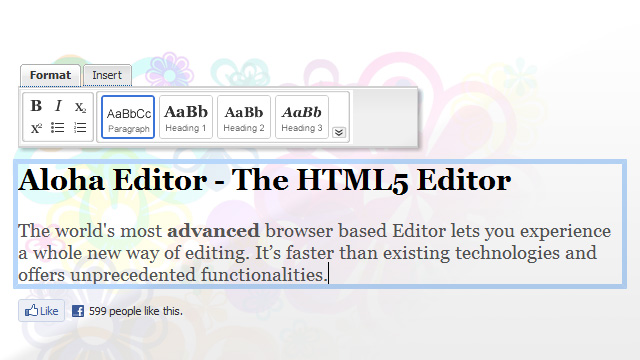 Format Insert
B I X₂ AaBbCc AaBb AaBb AaBb
X² Paragraph Heading 1 Heading 2 Heading 3
Aloha Editor - The HTML5 Editor
The world's most advanced browser based Editor lets you experience
a whole new way of editing. It’s faster than existing technologies and
offers unprecedented functionalities.
Like 599 people like this.